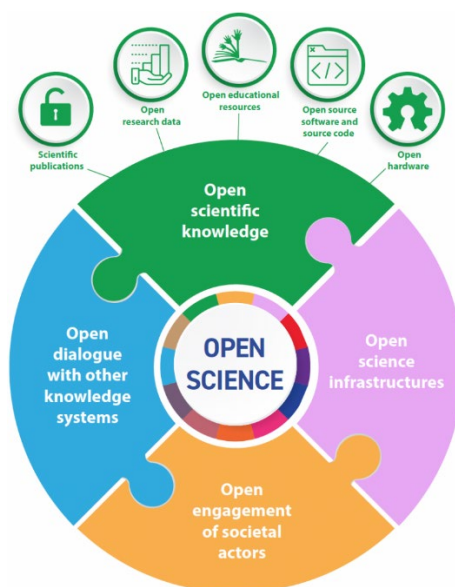 Open educational
resources
Open
research data
Open source
software and
source code
Scientific
publications
Open
hardware
Open
scientific
knowledge
Open
dialogue
with other
knowledge
systems
OPEN
SCIENCE
Open
science
infrastructures
Open
engagement
of societal
actors